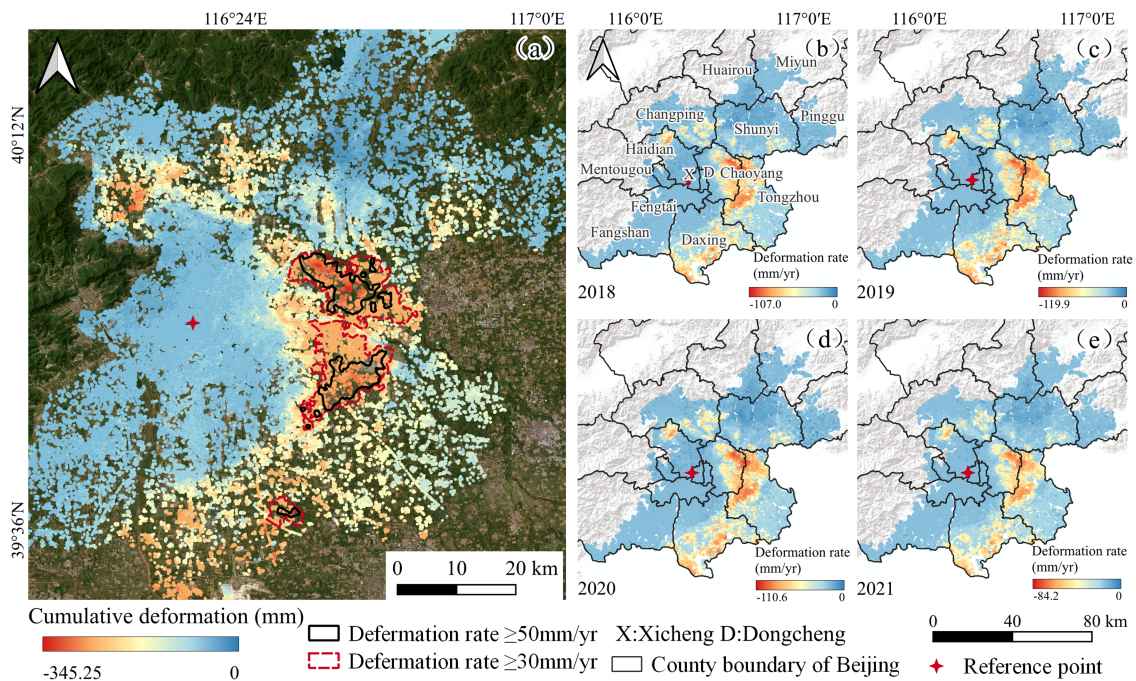 116°24′E
117°0′E
116°0′E
117°0′E
116°0′E
117°0′E
40°12′N
39°36′N
(a)
0 10 20 km
(b)
Huairou
Miyun
Changping
Shunyi
Pinggu
Haidian
Mentougou
X D Chaoyang
Tongzhou
Fengtai
Fangshan
Daxing
Deformation rate
(mm/yr)
-107.0 0
2018
(c)
Deformation rate
(mm/yr)
-119.9 0
2019
(d)
Deformation rate
(mm/yr)
-110.6 0
2020
(e)
Deformation rate
(mm/yr)
-84.2 0
2021
Cumulative deformation (mm)
-345.25 0
Deformation rate ≥50mm/yr
X:Xicheng D:Dongcheng
Deformation rate ≥30mm/yr
County boundary of Beijing
0 40 80 km
Reference point